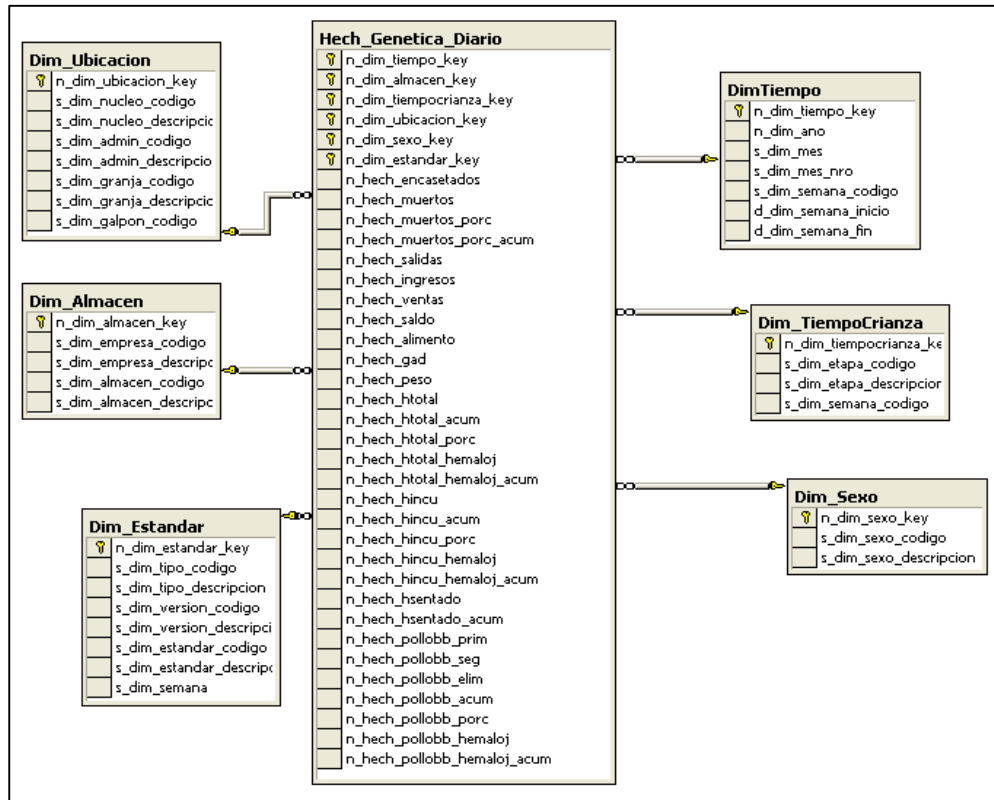 Dim_Ubicacion
n_dim_ubicacion_key
s_dim_nucleo_codigo
s_dim_nucleo_descripcic
s_dim_admin_codigo
s_dim_admin_descripcio
s_dim_granja_codigo
s_dim_granja_descripcic
s_dim_galpon_codigo
Dim_Almacen
n_dim_almacen_key
s_dim_empresa_codigo
s_dim_empresa_descripc
s_dim_almacen_codigo
s_dim_almacen_descripc
Dim_Estandar
n_dim_estandar_key
s_dim_tipo_codigo
s_dim_tipo_descripcion
s_dim_version_codigo
s_dim_version_descripci
s_dim_estandar_codigo
s_dim_estandar_descripc
s_dim_semana
Hech_Genetica_Diario
n_dim_tiempo_key
n_dim_almacen_key
n_dim_tiempocrianza_key
n_dim_ubicacion_key
n_dim_sexo_key
n_dim_estandar_key
n_hech_encasetados
n_hech_muertos
n_hech_muertos_porc
n_hech_muertos_porc_acum
n_hech_salidas
n_hech_ingresos
n_hech_ventas
n_hech_saldo
n_hech_alimento
n_hech_gad
n_hech_peso
n_hech_htotal
n_hech_htotal_acum
n_hech_htotal_porc
n_hech_htotal_hemaloj
n_hech_htotal_hemaloj_acum
n_hech_hincu
n_hech_hincu_acum
n_hech_hincu_porc
n_hech_hincu_hemaloj
n_hech_hincu_hemaloj_acum
n_hech_hsentado
n_hech_hsentado_acum
n_hech_pollobb_prim
n_hech_pollobb_seg
n_hech_pollobb_elim
n_hech_pollobb_acum
n_hech_pollobb_porc
n_hech_pollobb_hemaloj
n_hech_pollobb_hemaloj_acum
DimTiempo
n_dim_tiempo_key
n_dim_ano
s_dim_mes
s_dim_mes_nro
s_dim_semana_codigo
d_dim_semana_inicio
d_dim_semana_fin
Dim_TiempoCrianza
n_dim_tiempocrianza_ke
s_dim_etapa_codigo
s_dim_etapa_descripcion
s_dim_semana_codigo
Dim_Sexo
n_dim_sexo_key
s_dim_sexo_codigo
s_dim_sexo_descripcion